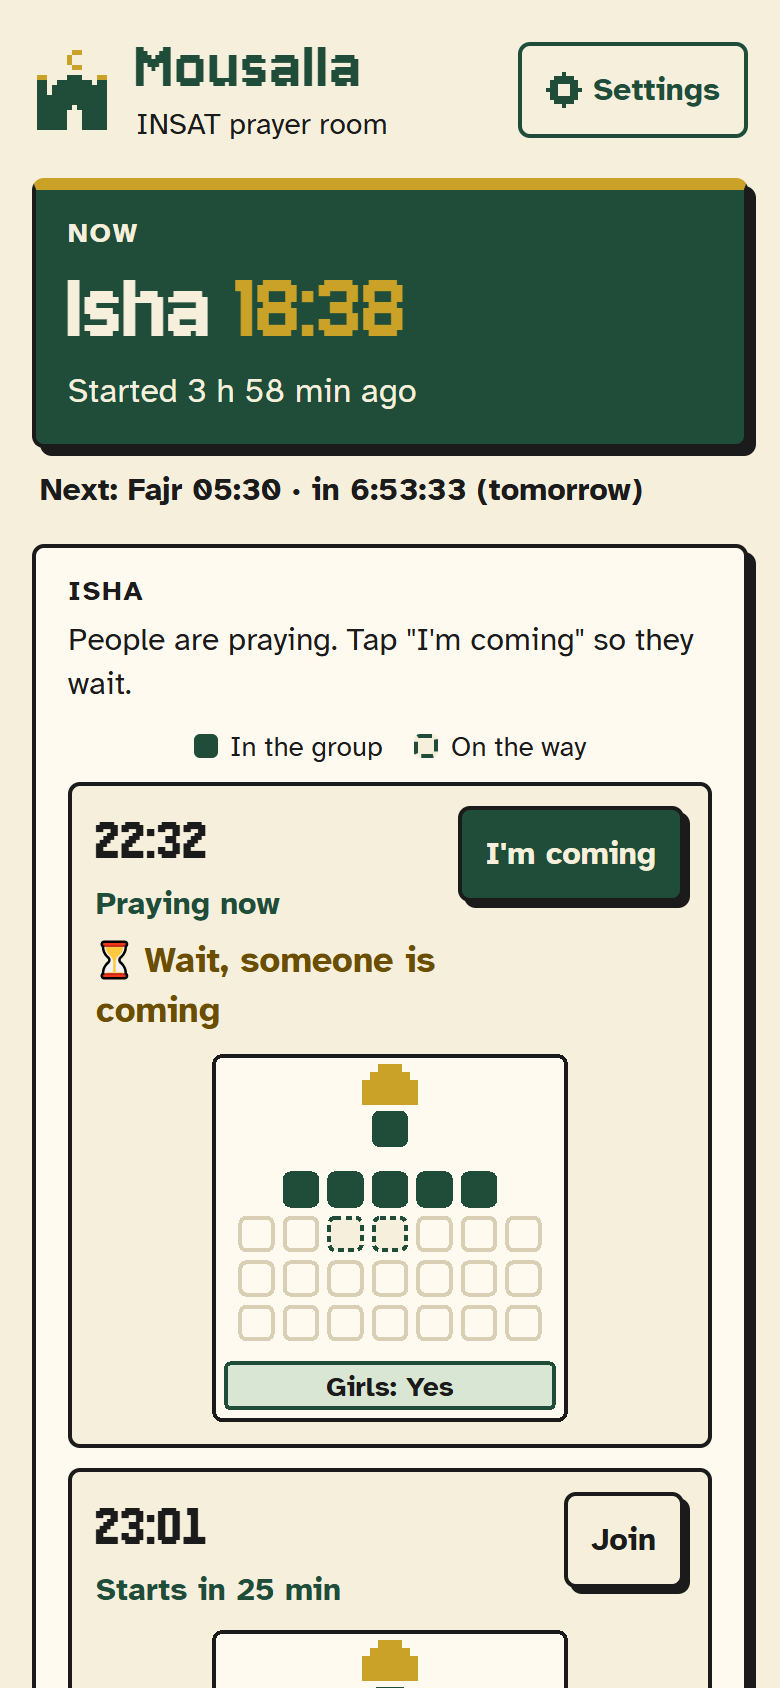 Mousalla
INSAT prayer room
Settings
NOW
Isha 18:38
Started 3 h 58 min ago
Next: Fajr 05:30 · in 6:53:33 (tomorrow)
ISHA
People are praying. Tap "I'm coming" so they
wait.
In the group
On the way
22:32
I'm coming
Praying now
⏳ Wait, someone is
coming
Girls: Yes
23:01
Join
Starts in 25 min